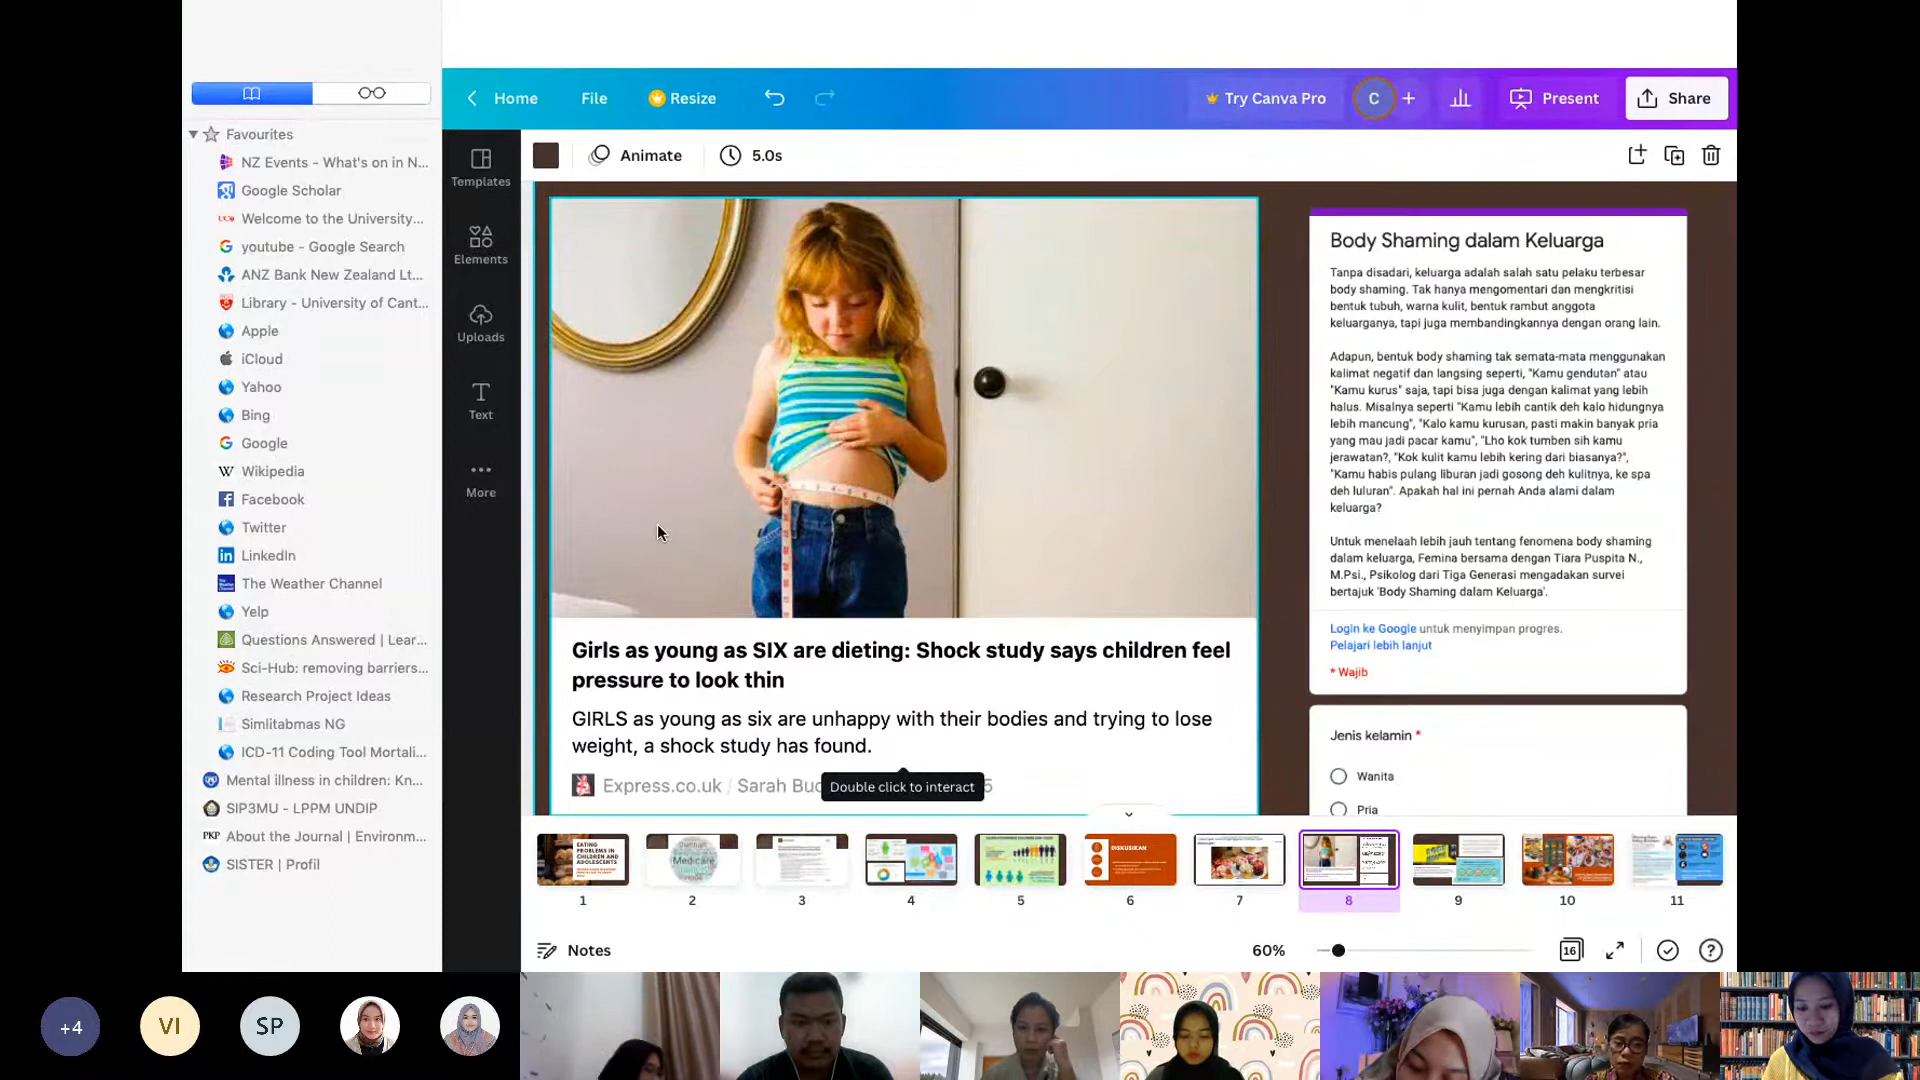 Home
File
Resize
Try Canva Pro
C
Present
Share
Animate
5.0s
Favourites
NZ Events - What's on in N...
Google Scholar
Welcome to the University...
youtube - Google Search
ANZ Bank New Zealand Lt...
Library - University of Cant...
Apple
iCloud
Yahoo
Bing
Google
Wikipedia
Facebook
Twitter
LinkedIn
The Weather Channel
Yelp
Questions Answered | Lear...
Sci-Hub: removing barriers...
Research Project Ideas
Simlitabmas NG
ICD-11 Coding Tool Mortali...
Mental illness in children: Kn...
SIP3MU - LPPM UNDIP
About the Journal | Environm...
SISTER | Profil
Templates
Elements
Uploads
Text
More
Girls as young as SIX are dieting: Shock study says children feel
pressure to look thin
GIRLS as young as six are unhappy with their bodies and trying to lose
weight, a shock study has found.
Express.co.uk / Sarah
Double click to interact
Body Shaming dalam Keluarga
Tanpa disadari, keluarga adalah salah satu pelaku terbesar
body shaming. Tak hanya mengomentari dan mengkritisi
bentuk tubuh, warna kulit, bentuk rambut anggota
keluarganya, tapi juga membandingkannya dengan orang lain.
Adapun, bentuk body shaming tak semata-mata menggunakan
kalimat negatif dan langsing seperti, "Kamu gendutan" atau
"Kamu kurus" saja, tapi bisa juga dengan kalimat yang lebih
halus. Misalnya seperti "Kamu lebih cantik deh kalo hidungnya
lebih mancung", "Kalo kamu kurusan, pasti makin banyak pria
yang mau jadi pacar kamu", "Lho kok tumben sih kamu
jerawatan?, "Kok kulit kamu lebih kering dari biasanya?",
"Kamu habis pulang liburan jadi gosong deh kulitnya, ke spa
deh luluran". Apakah hal ini pernah Anda alami dalam
keluarga?
Untuk menelaah lebih jauh tentang fenomena body shaming
dalam keluarga, Femina bersama dengan Tiara Puspita N.,
M.Psi., Psikolog dari Tiga Generasi mengadakan survei
bertajuk 'Body Shaming dalam Keluarga'.
Login ke Google untuk menyimpan progres.
Pelajari lebih lanjut
* Wajib
Jenis kelamin *
Wanita
Pria
EATING
PROBLEMS IN
CHILDREN AND
ADOLESCENTS
Medicare
DISKUSIKAN
1
2
3
4
5
6
7
8
9
10
11
Notes
60%
16
+4
VI
SP